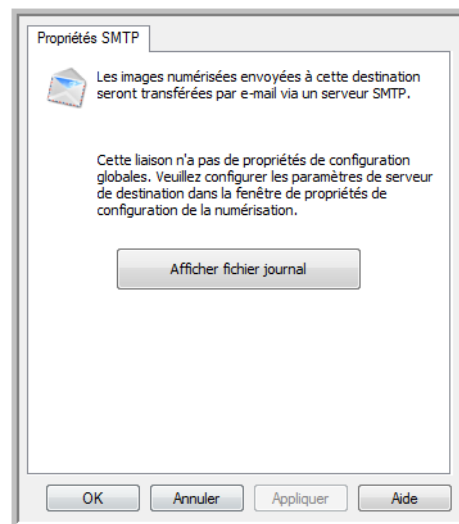 Propriétés SMTP
Les images numérisées envoyées à cette destination
seront transférées par e-mail via un serveur SMTP.
Cette liaison n'a pas de propriétés de configuration
globales. Veuillez configurer les paramètres de serveur
de destination dans la fenêtre de propriétés de
configuration de la numérisation.
Afficher fichier journal
OK Annuler Appliquer Aide